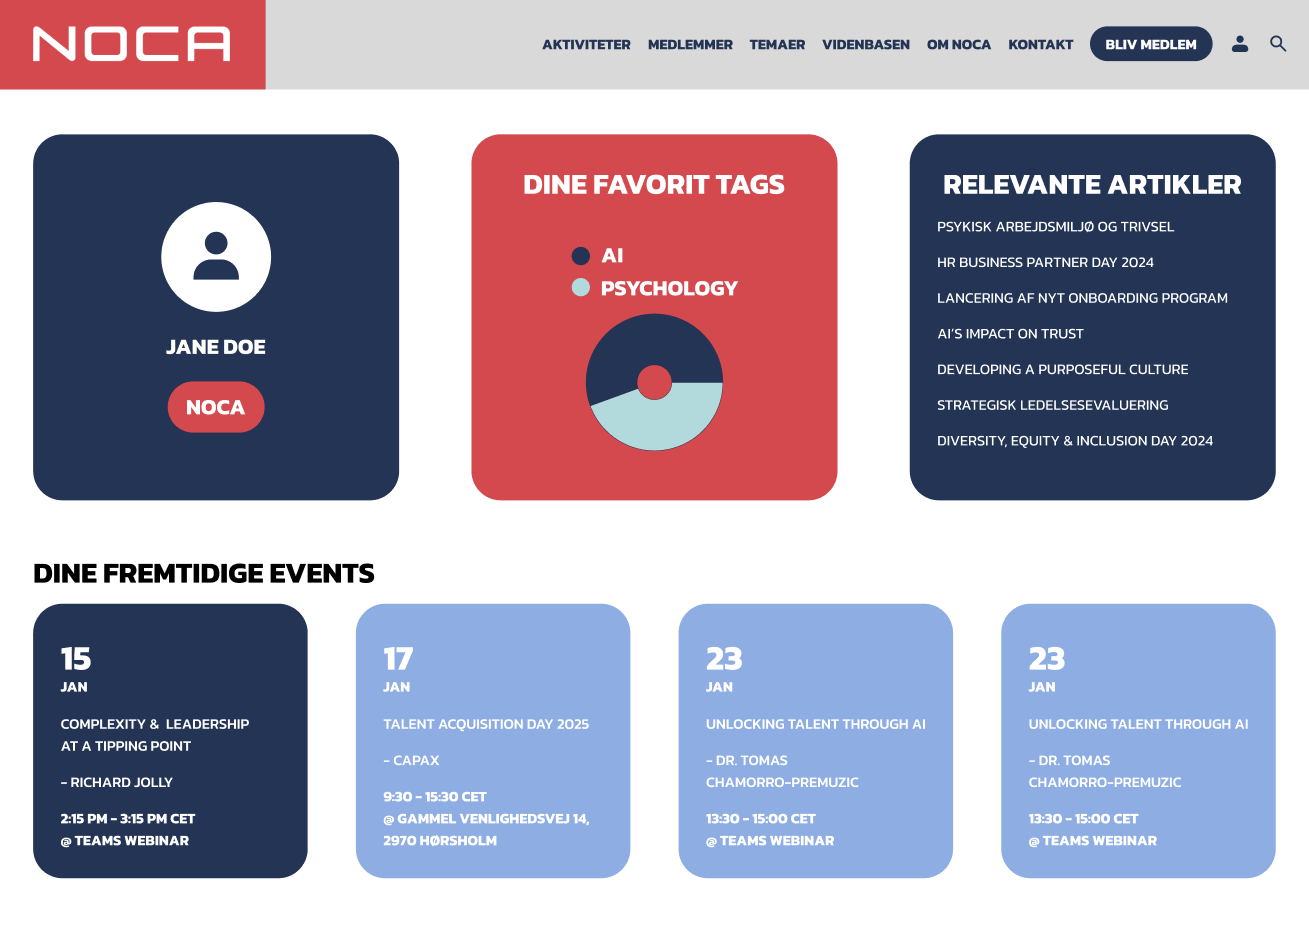 NOCA
AKTIVITETER MEDLEMMER TEMAER VIDENBASEN OM NOCA KONTAKT BLIV MEDLEM
JANE DOE
NOCA
DINE FAVORIT TAGS
AI
PSYCHOLOGY
RELEVANTE ARTIKLER
PSYKISK ARBEJDSMILJØ OG TRIVSEL
HR BUSINESS PARTNER DAY 2024
LANCERING AF NYT ONBOARDING PROGRAM
AI'S IMPACT ON TRUST
DEVELOPING A PURPOSEFUL CULTURE
STRATEGISK LEDELSESEVALUERING
DIVERSITY, EQUITY & INCLUSION DAY 2024
DINE FREMTIDIGE EVENTS
15
JAN
COMPLEXITY & LEADERSHIP
AT A TIPPING POINT
- RICHARD JOLLY
2:15 PM - 3:15 PM CET
@ TEAMS WEBINAR
17
JAN
TALENT ACQUISITION DAY 2025
- CAPAX
9:30 - 15:30 CET
@ GAMMEL VENLIGHEDSVEJ 14,
2970 HØRSHOLM
23
JAN
UNLOCKING TALENT THROUGH AI
- DR. TOMAS
CHAMORRO-PREMUZIC
13:30 - 15:00 CET
@ TEAMS WEBINAR
23
JAN
UNLOCKING TALENT THROUGH AI
- DR. TOMAS
CHAMORRO-PREMUZIC
13:30 - 15:00 CET
@ TEAMS WEBINAR